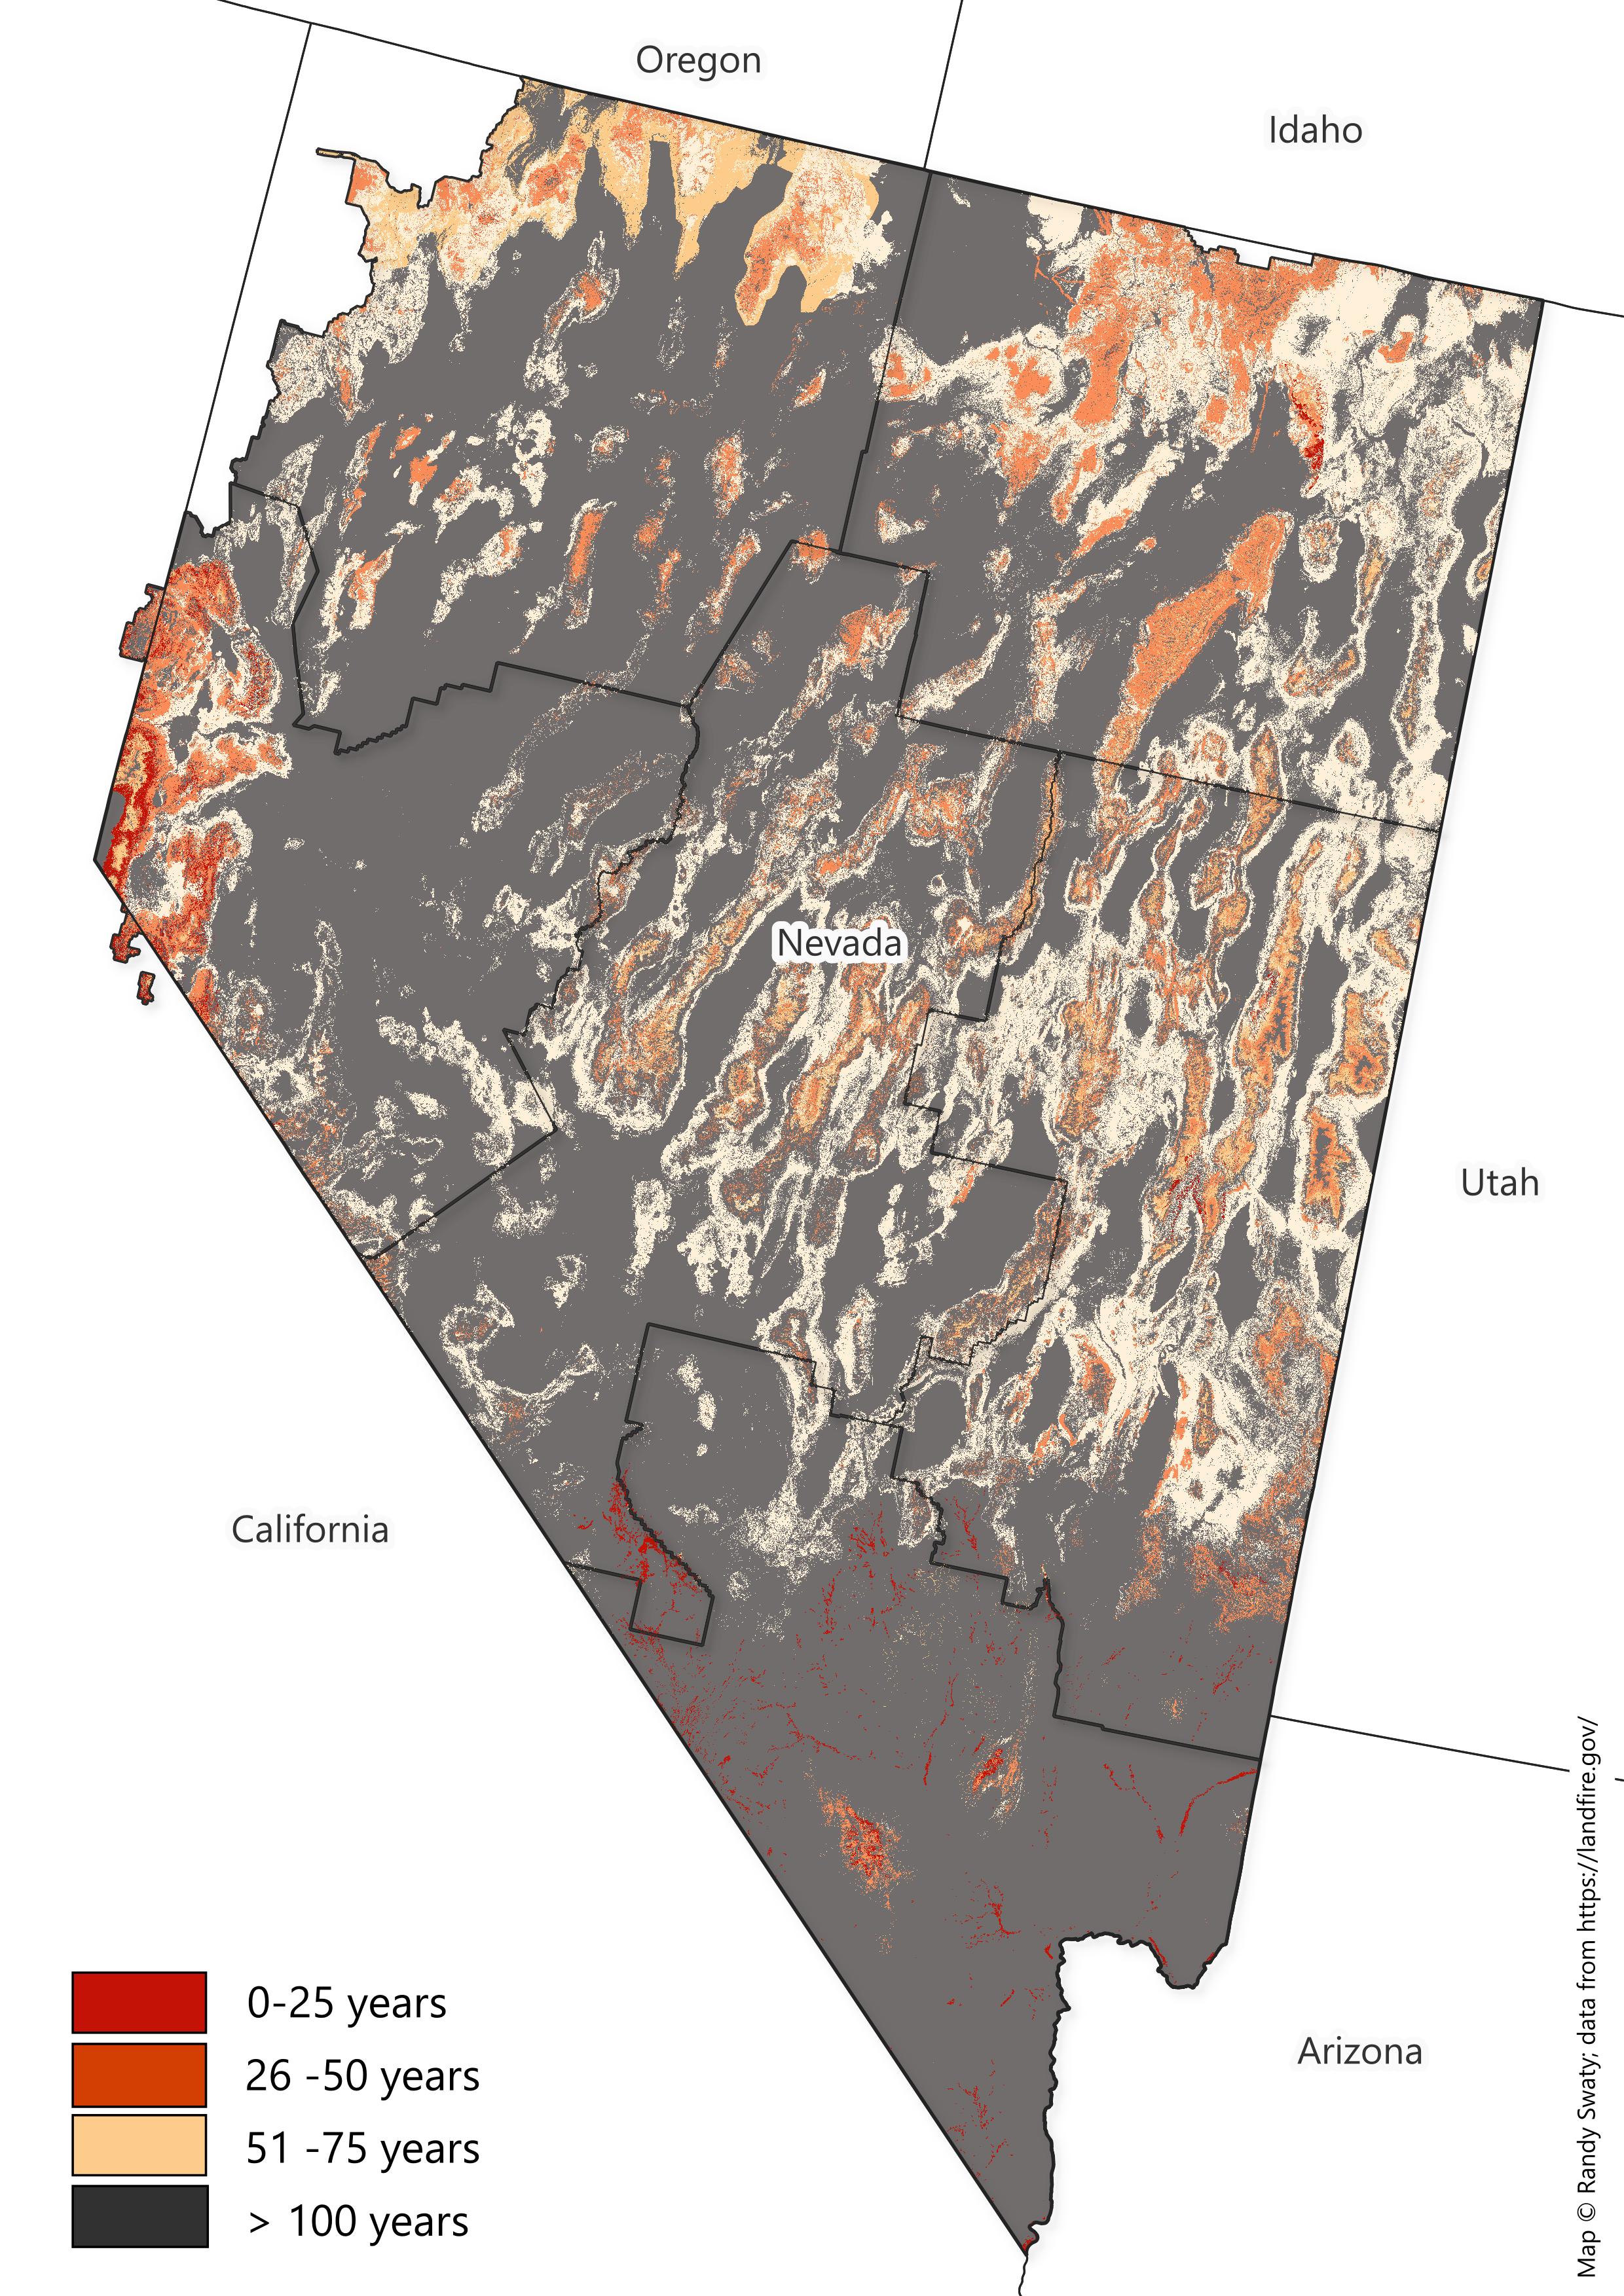 Oregon
Idaho
Nevada
Utah
California
Arizona
0-25 years
26 -50 years
51 -75 years
> 100 years
Map © Randy Swaty; data from https://landfire.gov/